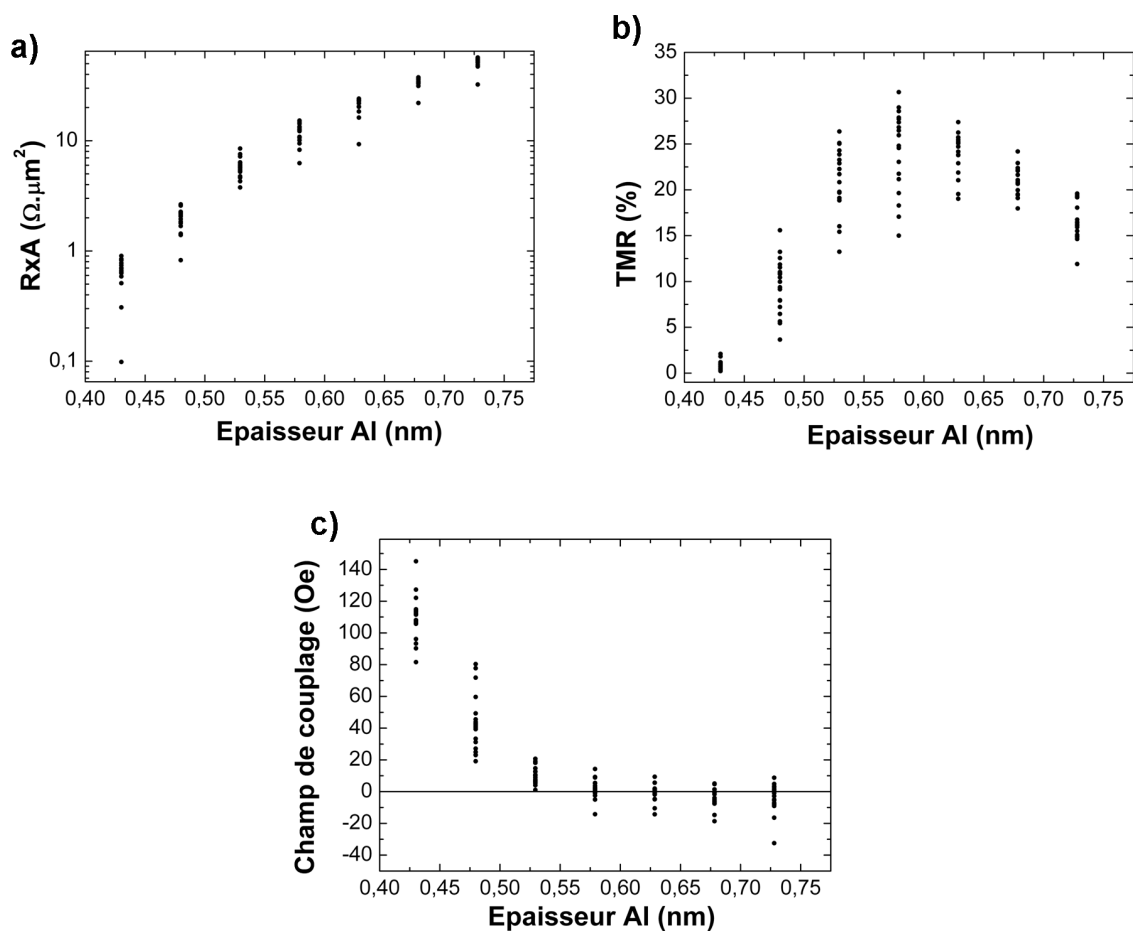 a)
RxA (Ω.μm²)
10
1
0,1
0,40 0,45 0,50 0,55 0,60 0,65 0,70 0,75
Epaisseur Al (nm)
b)
TMR (%)
35
30
25
20
15
10
5
0
0,40 0,45 0,50 0,55 0,60 0,65 0,70 0,75
Epaisseur Al (nm)
c)
Champ de couplage (Oe)
140
120
100
80
60
40
20
0
-20
-40
0,40 0,45 0,50 0,55 0,60 0,65 0,70 0,75
Epaisseur Al (nm)